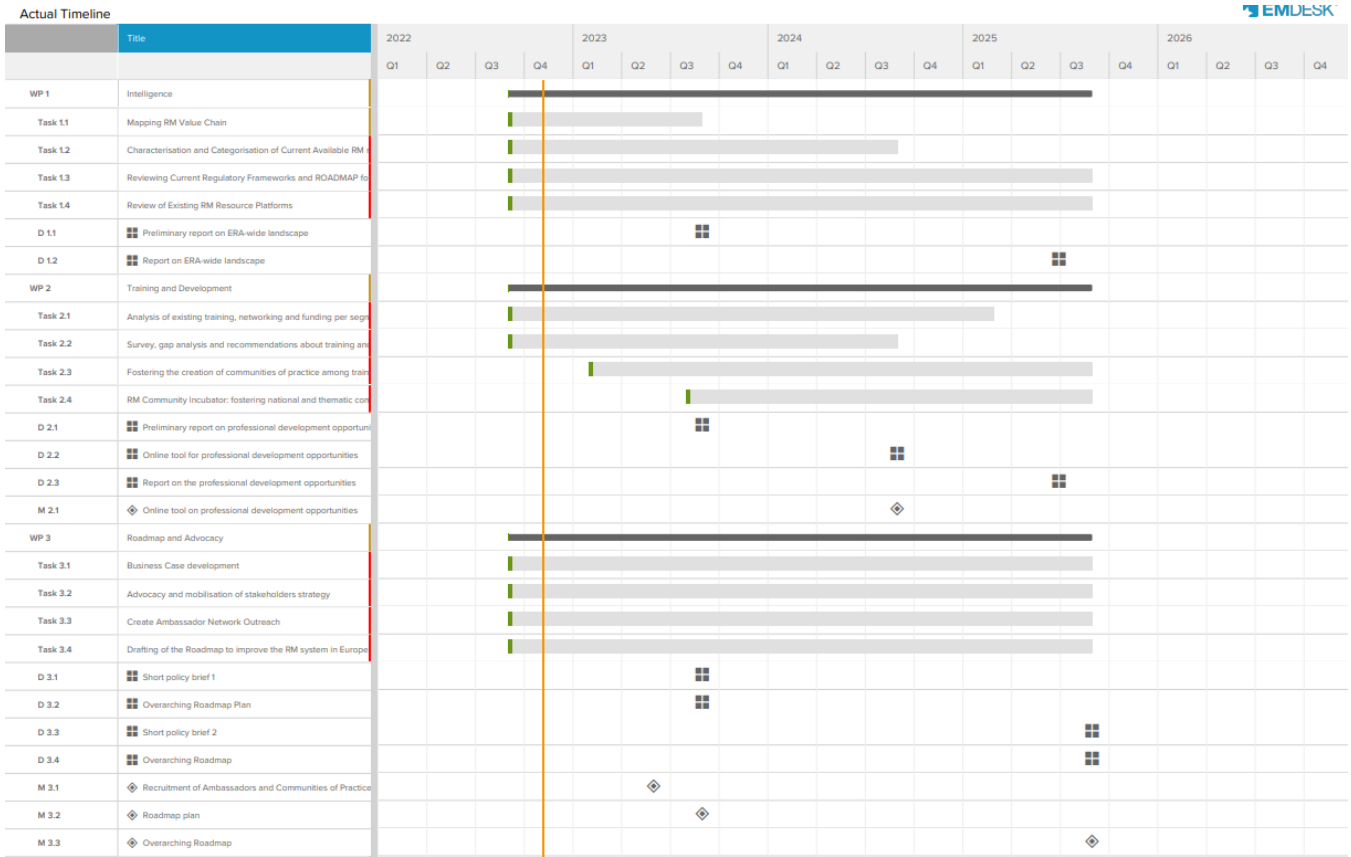 Actual Timeline
EMDESK
Title
2022 2023 2024 2025 2026
Q1 Q2 Q3 Q4 Q1 Q2 Q3 Q4 Q1 Q2 Q3 Q4 Q1 Q2 Q3 Q4 Q1 Q2 Q3 Q4
WP 1 Intelligence
Task 1.1 Mapping RM Value Chain
Task 1.2 Characterisation and Categorisation of Current Available RM
Task 1.3 Reviewing Current Regulatory Frameworks and ROADMAP fo
Task 1.4 Review of Existing RM Resource Platforms
D 1.1 Preliminary report on ERA-wide landscape
D 1.2 Report on ERA-wide landscape
WP 2 Training and Development
Task 2.1 Analysis of existing training, networking and funding per segn
Task 2.2 Survey, gap analysis and recommendations about training and
Task 2.3 Fostering the creation of communities of practice among train
Task 2.4 RM Community Incubator: fostering national and thematic con
D 2.1 Preliminary report on professional development opportuni
D 2.2 Online tool for professional development opportunities
D 2.3 Report on the professional development opportunities
M 2.1 Online tool on professional development opportunities
WP 3 Roadmap and Advocacy
Task 3.1 Business Case development
Task 3.2 Advocacy and mobilisation of stakeholders strategy
Task 3.3 Create Ambassador Network Outreach
Task 3.4 Drafting of the Roadmap to improve the RM system in Europe
D 3.1 Short policy brief 1
D 3.2 Overarching Roadmap Plan
D 3.3 Short policy brief 2
D 3.4 Overarching Roadmap
M 3.1 Recruitment of Ambassadors and Communities of Practice
M 3.2 Roadmap plan
M 3.3 Overarching Roadmap